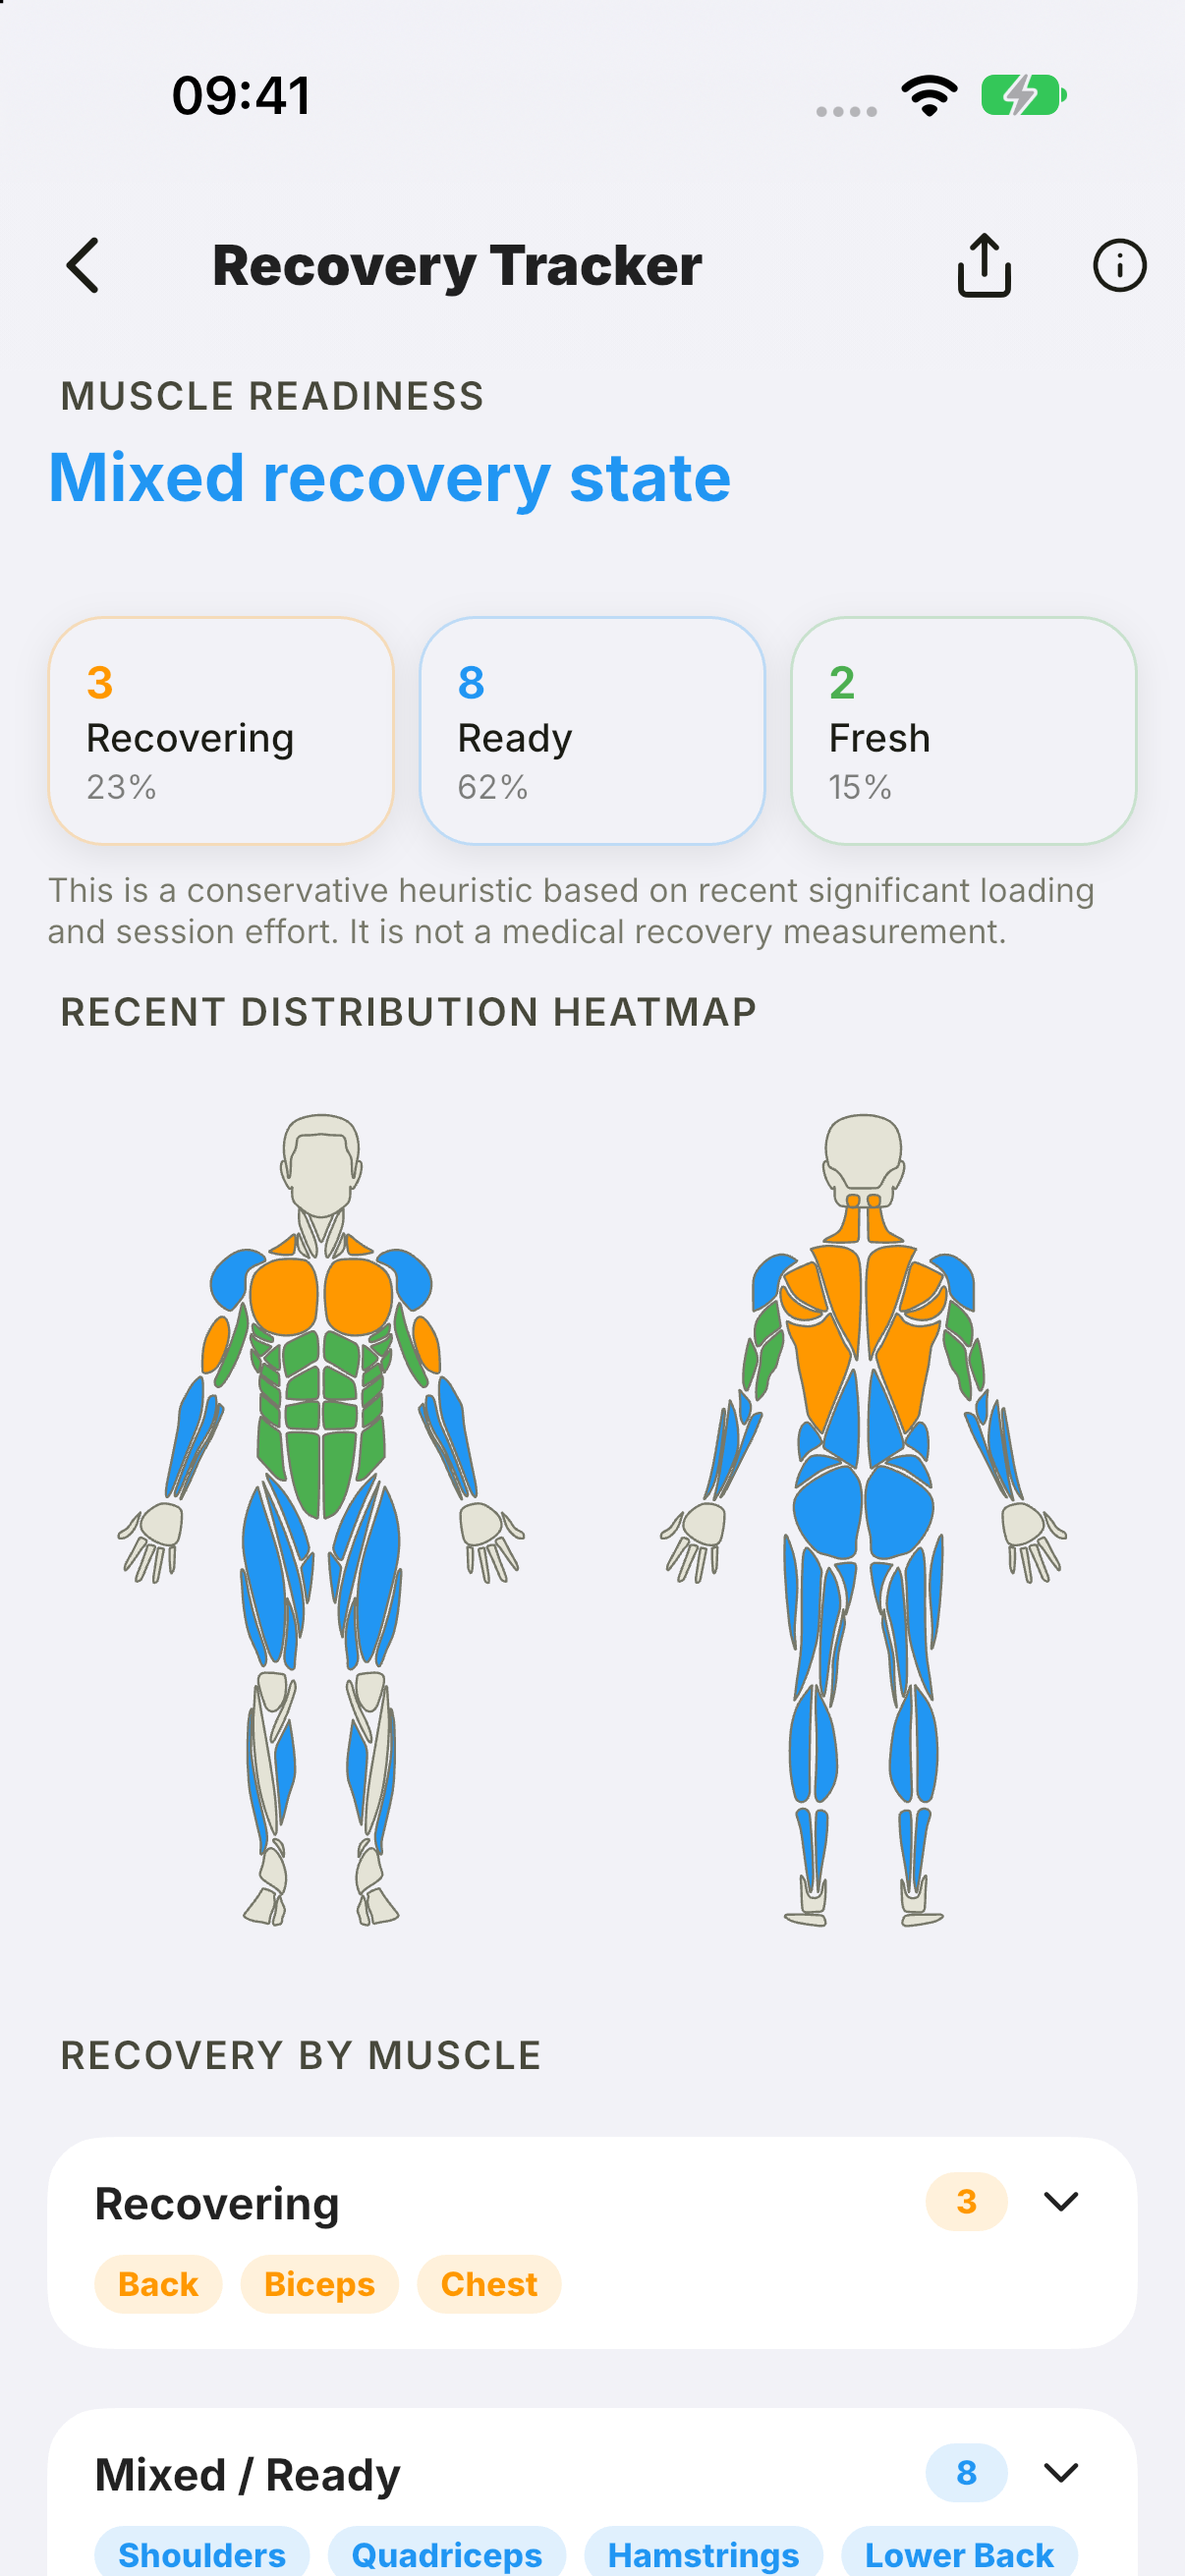 09:41
Recovery Tracker
MUSCLE READINESS
Mixed recovery state
3
Recovering
23%
8
Ready
62%
2
Fresh
15%
This is a conservative heuristic based on recent significant loading
and session effort. It is not a medical recovery measurement.
RECENT DISTRIBUTION HEATMAP
RECOVERY BY MUSCLE
Recovering 3
Back Biceps Chest
Mixed / Ready 8
Shoulders Quadriceps Hamstrings Lower Back